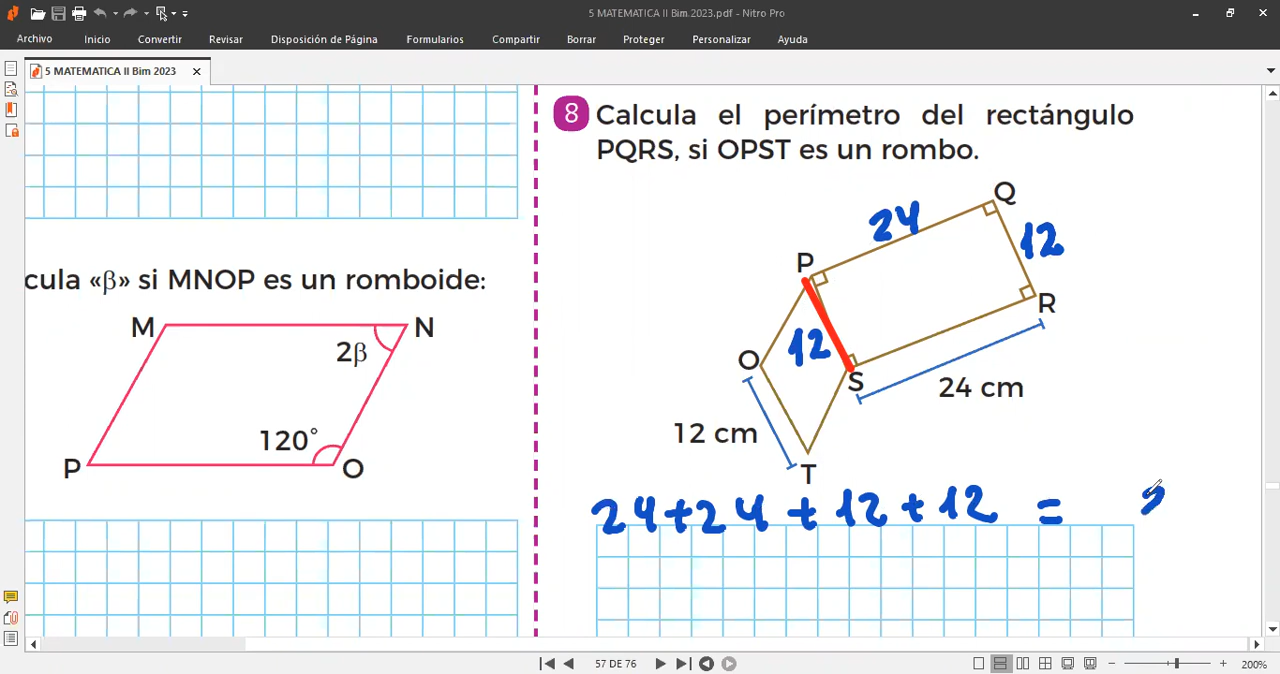 5 MATEMATICA II Bim.2023.pdf - Nitro Pro
Archivo Inicio Convertir Revisar Disposición de Página Formularios Compartir Borrar Proteger Personalizar Ayuda
5 MATEMATICA II Bim 2023
cula «β» si MNOP es un romboide:
M
N
2β
120°
P
O
8 Calcula el perímetro del rectángulo
PQRS, si OPST es un rombo.
Q
24
12
P
R
12
O
S
24 cm
12 cm
T
24+24+12+12 =
57 DE 76
200%